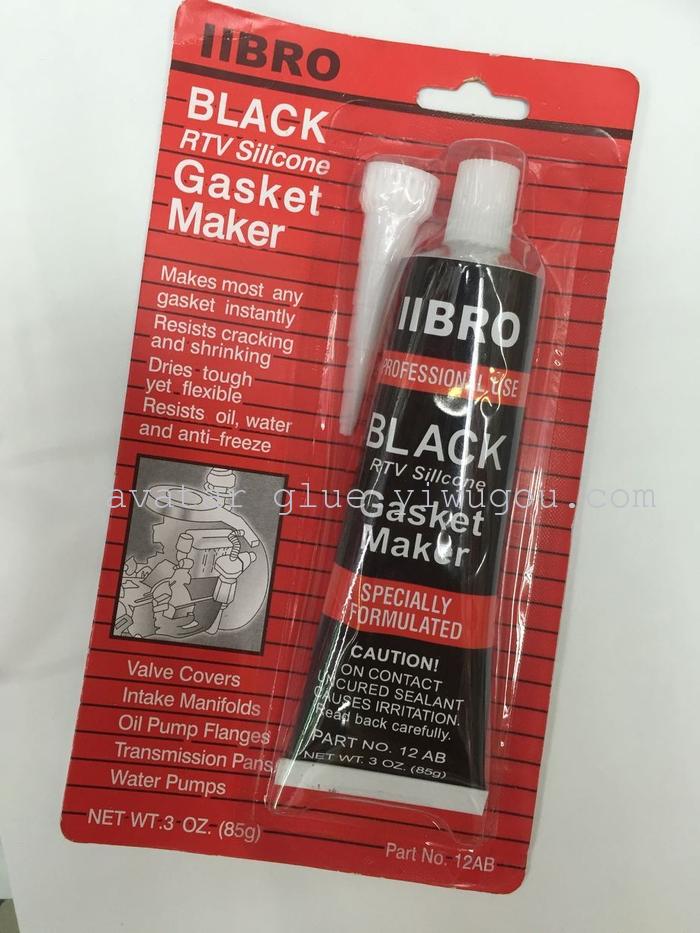 IIBRO
BLACK
RTV Silicone
Gasket
Maker
Makes most any
gasket instantly
Resists cracking
and shrinking
Dries tough
yet flexible
Resists oil, water
and anti-freeze
Valve Covers
Intake Manifolds
Oil Pump Flanges
Transmission Pans
Water Pumps
NET WT.3 OZ. (85g)
Part No. 12AB
IIBRO
PROFESSIONAL USE
BLACK
RTV Silicone
Gasket
Maker
SPECIALLY
FORMULATED
CAUTION!
ON CONTACT
UNCURED SEALANT
CAUSES IRRITATION.
Read back carefully.
PART NO. 12 AB
NET WT. 3 OZ. (85g)
avatar glue.yiwugou.com